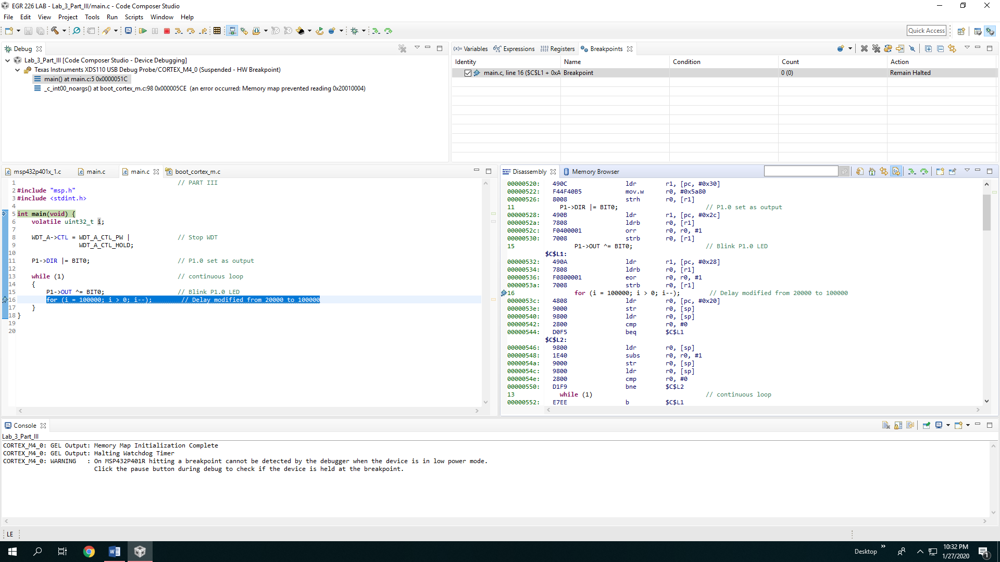 EGR 226 LAB - Lab_3_Part_III/main.c - Code Composer Studio
File Edit View Project Tools Run Scripts Window Help
Quick Access
Debug
Lab_3_Part_III [Code Composer Studio - Device Debugging]
Texas Instruments XDS110 USB Debug Probe/CORTEX_M4_0 (Suspended - HW Breakpoint)
main() at main.c:5 0x0000051C
_c_int00_noargs() at boot_cortex_m.c:98 0x000005CE (an error occurred: Memory map prevented reading 0x20010004)
(x)= Variables Expressions 1010 0101 Registers Breakpoints
Identity Name Condition Count Action
main.c, line 16 ($C$L1 + 0xA Breakpoint 0 (0) Remain Halted
msp432p401x_1.c main.c main.c boot_cortex_m.c
1 // PART III
2 #include "msp.h"
3 #include <stdint.h>
4
5 int main(void) {
6 volatile uint32_t i;
7
8 WDT_A->CTL = WDT_A_CTL_PW | // Stop WDT
9 WDT_A_CTL_HOLD;
10
11 P1->DIR |= BIT0; // P1.0 set as output
12
13 while (1) // continuous loop
14 {
15 P1->OUT ^= BIT0; // Blink P1.0 LED
16 for (i = 100000; i > 0; i--); // Delay modified from 20000 to 100000
17 }
18 }
19
20
Disassembly Memory Browser
00000520: 490C ldr r1, [pc, #0x30]
00000522: F44F40B5 mov.w r0, #0x5a80
00000526: 8008 strh r0, [r1]
11 P1->DIR |= BIT0; // P1.0 set as output
00000528: 490B ldr r1, [pc, #0x2c]
0000052a: 7808 ldrb r0, [r1]
0000052c: F0400001 orr r0, r0, #1
00000530: 7008 strb r0, [r1]
15 P1->OUT ^= BIT0; // Blink P1.0 LED
$C$L1:
00000532: 490A ldr r1, [pc, #0x28]
00000534: 7808 ldrb r0, [r1]
00000536: F0800001 eor r0, r0, #1
0000053a: 7008 strb r0, [r1]
16 for (i = 100000; i > 0; i--); // Delay modified from 20000 to 100000
0000053c: 4808 ldr r0, [pc, #0x20]
0000053e: 9000 str r0, [sp]
00000540: 9800 ldr r0, [sp]
00000542: 2800 cmp r0, #0
00000544: D0F5 beq $C$L1
$C$L2:
00000546: 9800 ldr r0, [sp]
00000548: 1E40 subs r0, r0, #1
0000054a: 9000 str r0, [sp]
0000054c: 9800 ldr r0, [sp]
0000054e: 2800 cmp r0, #0
00000550: D1F9 bne $C$L2
13 while (1) // continuous loop
00000552: E7EE b $C$L1
Console
Lab_3_Part_III
CORTEX_M4_0: GEL Output: Memory Map Initialization Complete
CORTEX_M4_0: GEL Output: Halting Watchdog Timer
CORTEX_M4_0: WARNING : On MSP432P401R hitting a breakpoint cannot be detected by the debugger when the device is in low power mode.
Click the pause button during debug to check if the device is held at the breakpoint.
LE
Desktop
10:32 PM
1/27/2020
1